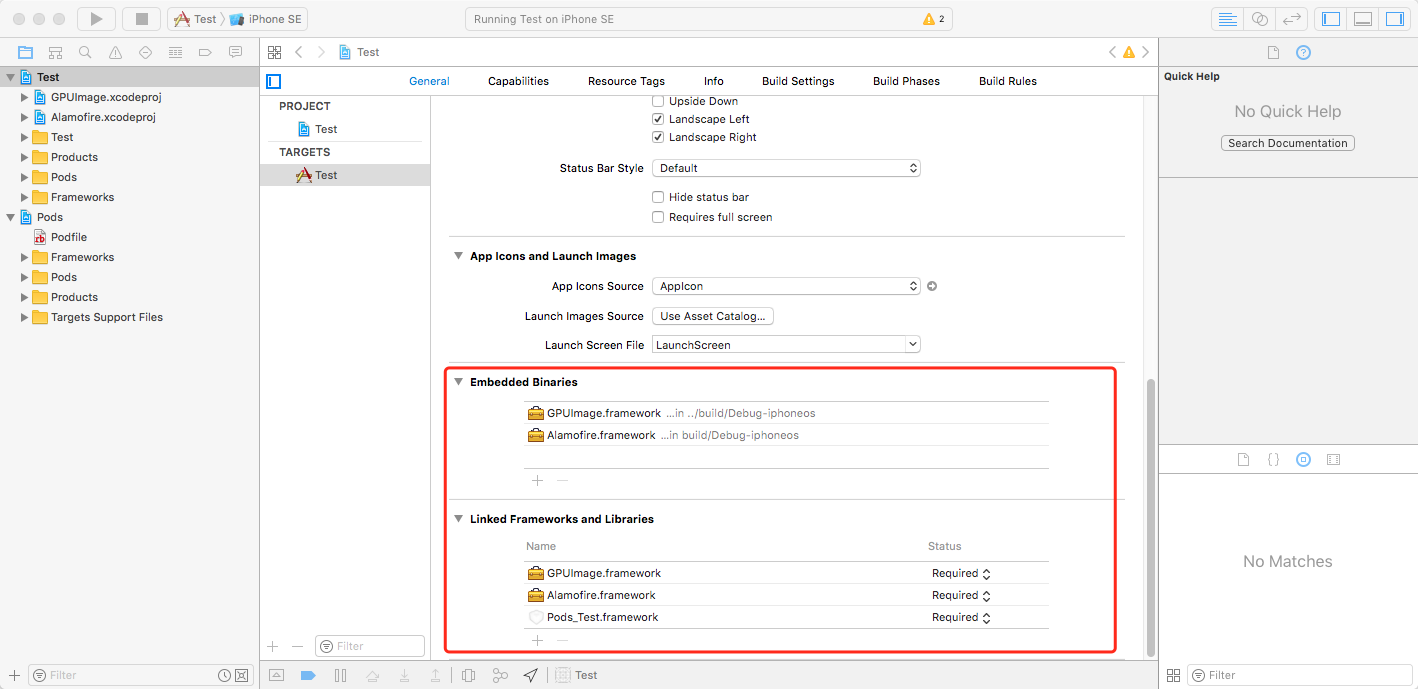 Test iPhone SE Running Test on iPhone SE 2
Test
General Capabilities Resource Tags Info Build Settings Build Phases Build Rules
Test
GPUImage.xcodeproj
Alamofire.xcodeproj
Test
Products
Pods
Frameworks
Pods
Podfile
Frameworks
Pods
Products
Targets Support Files
Filter
PROJECT
Test
TARGETS
Test
Filter
Upside Down
Landscape Left
Landscape Right
Status Bar Style Default
Hide status bar
Requires full screen
App Icons and Launch Images
App Icons Source AppIcon
Launch Images Source Use Asset Catalog...
Launch Screen File LaunchScreen
Embedded Binaries
GPUImage.framework ...in ../build/Debug-iphoneos
Alamofire.framework ...in build/Debug-iphoneos
Linked Frameworks and Libraries
Name Status
GPUImage.framework Required
Alamofire.framework Required
Pods_Test.framework Required
Test
Quick Help
No Quick Help
Search Documentation
No Matches
Filter